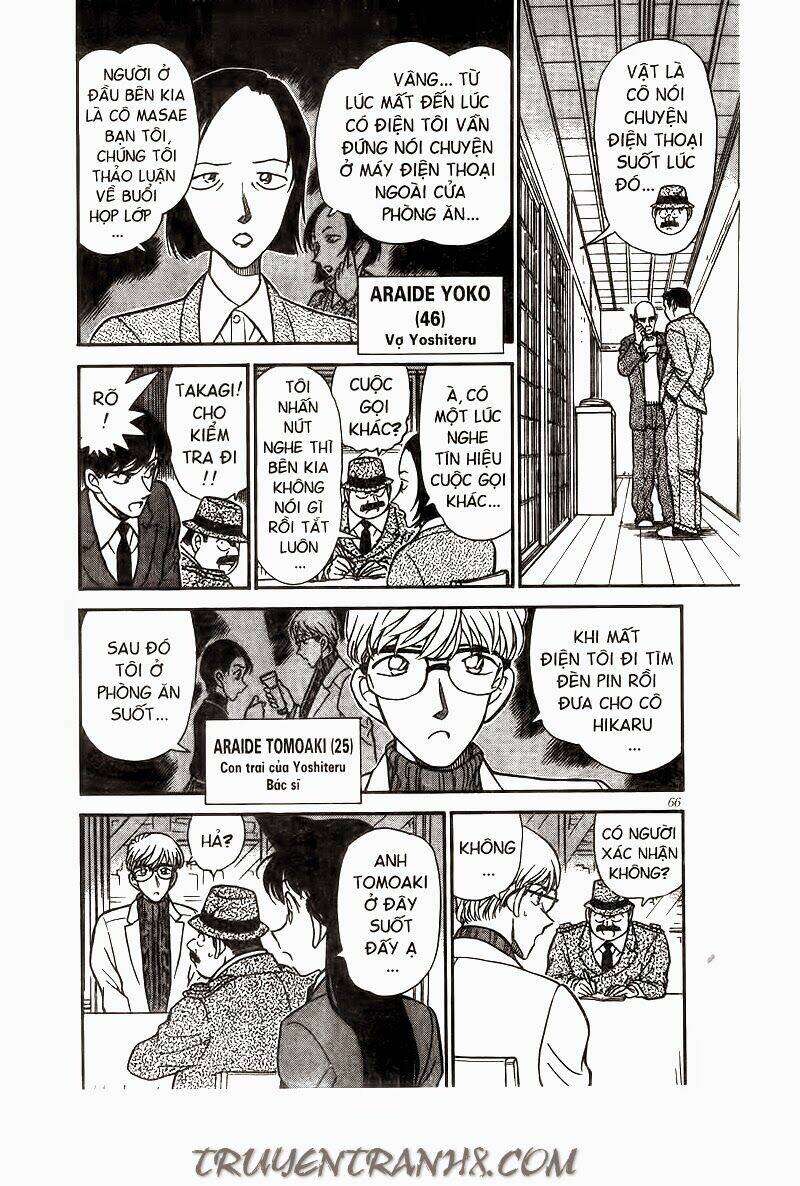 VẬT LÀ
CÔ NÓI
CHUYỆN
ĐIỆN THOẠI
SUỐT LÚC
ĐÓ...
VÂNG... TỪ
LÚC MẤT ĐẾN LÚC
CÓ ĐIỆN TÔI VẪN
ĐỨNG NÓI CHUYỆN
Ở MÁY ĐIỆN THOẠI
NGOÀI CỬA
PHÒNG ĂN...
NGƯỜI Ở
ĐẦU BÊN KIA
LÀ CÔ MASAE
BẠN TÔI,
CHÚNG TÔI
THẢO LUẬN
VỀ BUỔI
HỌP LỚP
...
ARAIDE YOKO
(46)
Vợ Yoshiteru
À, CÓ
MỘT LÚC
NGHE
TÍN HIỆU
CUỘC GỌI
KHÁC...
CUỘC
GỌI
KHÁC?
TÔI
NHẤN
NÚT
NGHE THÌ
BÊN KIA
KHÔNG
NÓI GÌ
RỒI TẮT
LUÔN
...
TAKAGI!
CHO
KIỂM
TRA ĐI
!!
RÕ
!
KHI MẤT
ĐIỆN TÔI ĐI TÌM
ĐÈN PIN RỒI
ĐƯA CHO CÔ
HIKARU
...
SAU ĐÓ
TÔI Ở
PHÒNG ĂN
SUỐT...
ARAIDE TOMOAKI (25)
Con trai của Yoshiteru
Bác sĩ
66
CÓ NGƯỜI
XÁC NHẬN
KHÔNG?
KHÔNG
...
ANH
TOMOAKI
Ở ĐÂY
SUỐT
ĐẤY Ạ
...
HẢ?
TRUYENTRANH8.COM